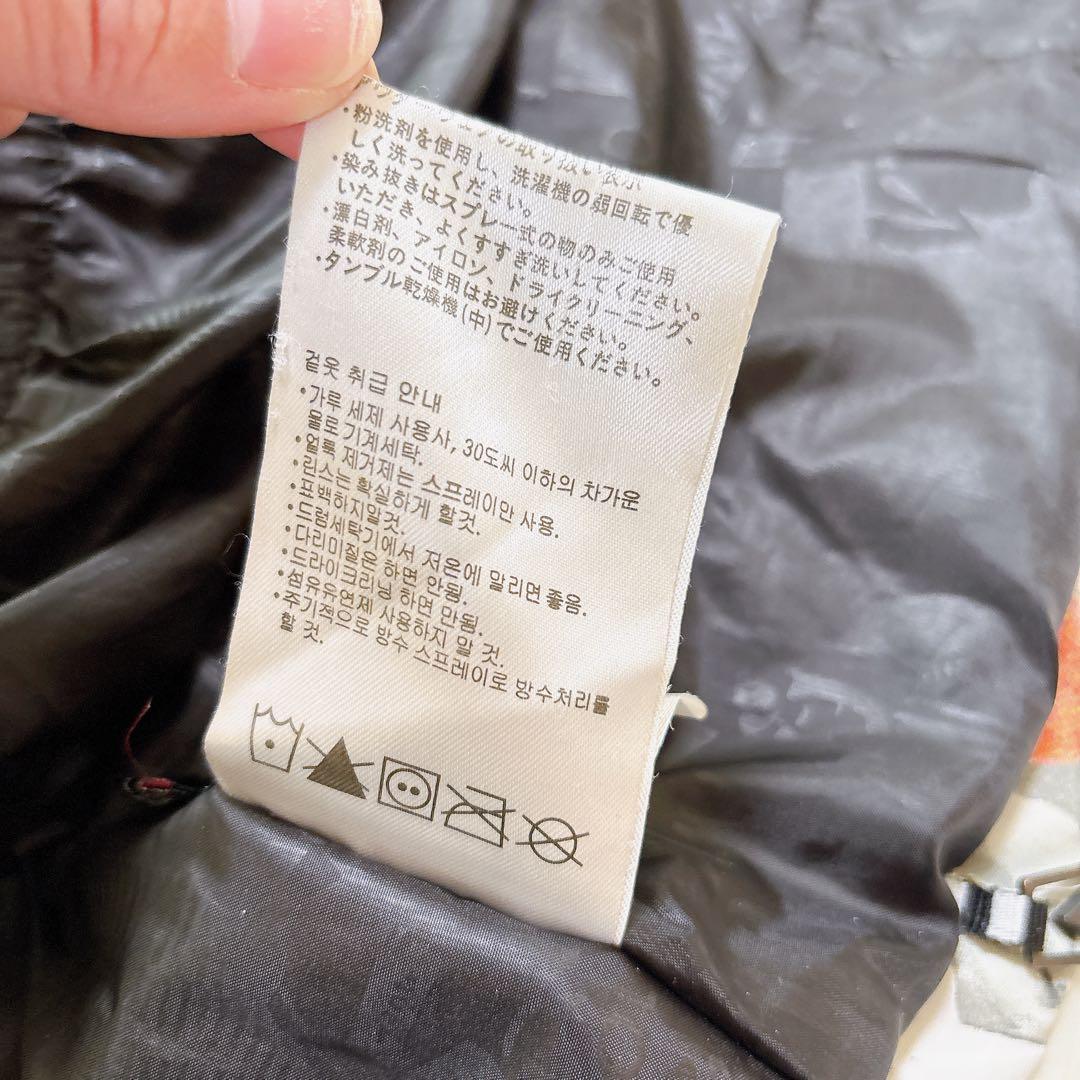 ウェアの取り扱い表示
・粉洗剤を使用し、洗濯機の弱回転で優
しく洗ってください。
・染み抜きはスプレー式の物のみご使用
いただき、よくすすぎ洗いしてください。
・漂白剤、アイロン、ドライクリーニング、
柔軟剤のご使用はお避けください。
・タンブル乾燥機(中)でご使用ください。
겉옷 취급 안내
・가루 세제 사용사, 30도씨 이하의 차가운
물로 기계세탁.
・얼룩 제거제는 스프레이만 사용.
・린스는 확실하게 할것.
・표백하지말것.
・드럼세탁기에서 저온에 말리면 좋음.
・다리미질은 하면 안됨.
・드라이크리닝 하면 만됨.
・섬유유연제 사용하지 말 것.
・주기적으로 방수 스프레이로 방수처리를
할 것.